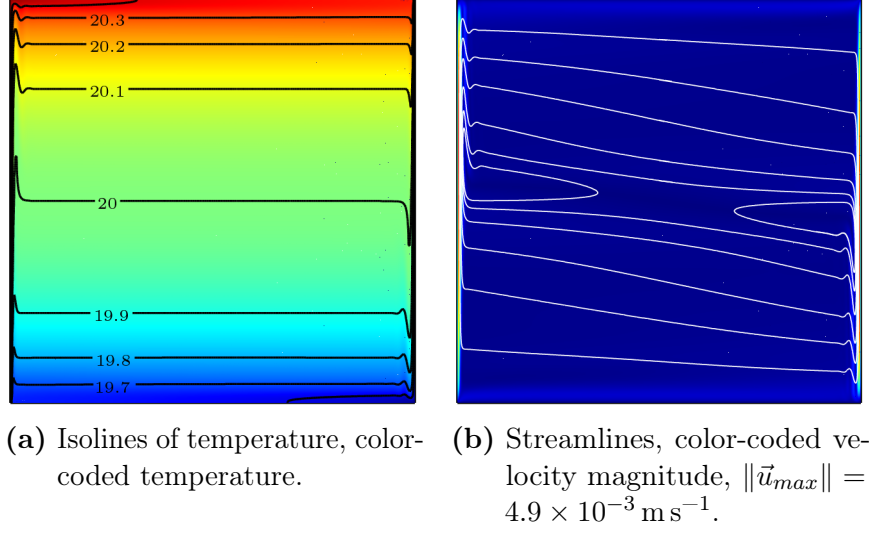 20.3
20.2
20.1
20
19.9
19.8
19.7
(a) Isolines of temperature, color-
coded temperature.
(b) Streamlines, color-coded ve-
locity magnitude, ‖u⃗max‖ =
4.9 × 10⁻³ m s⁻¹.